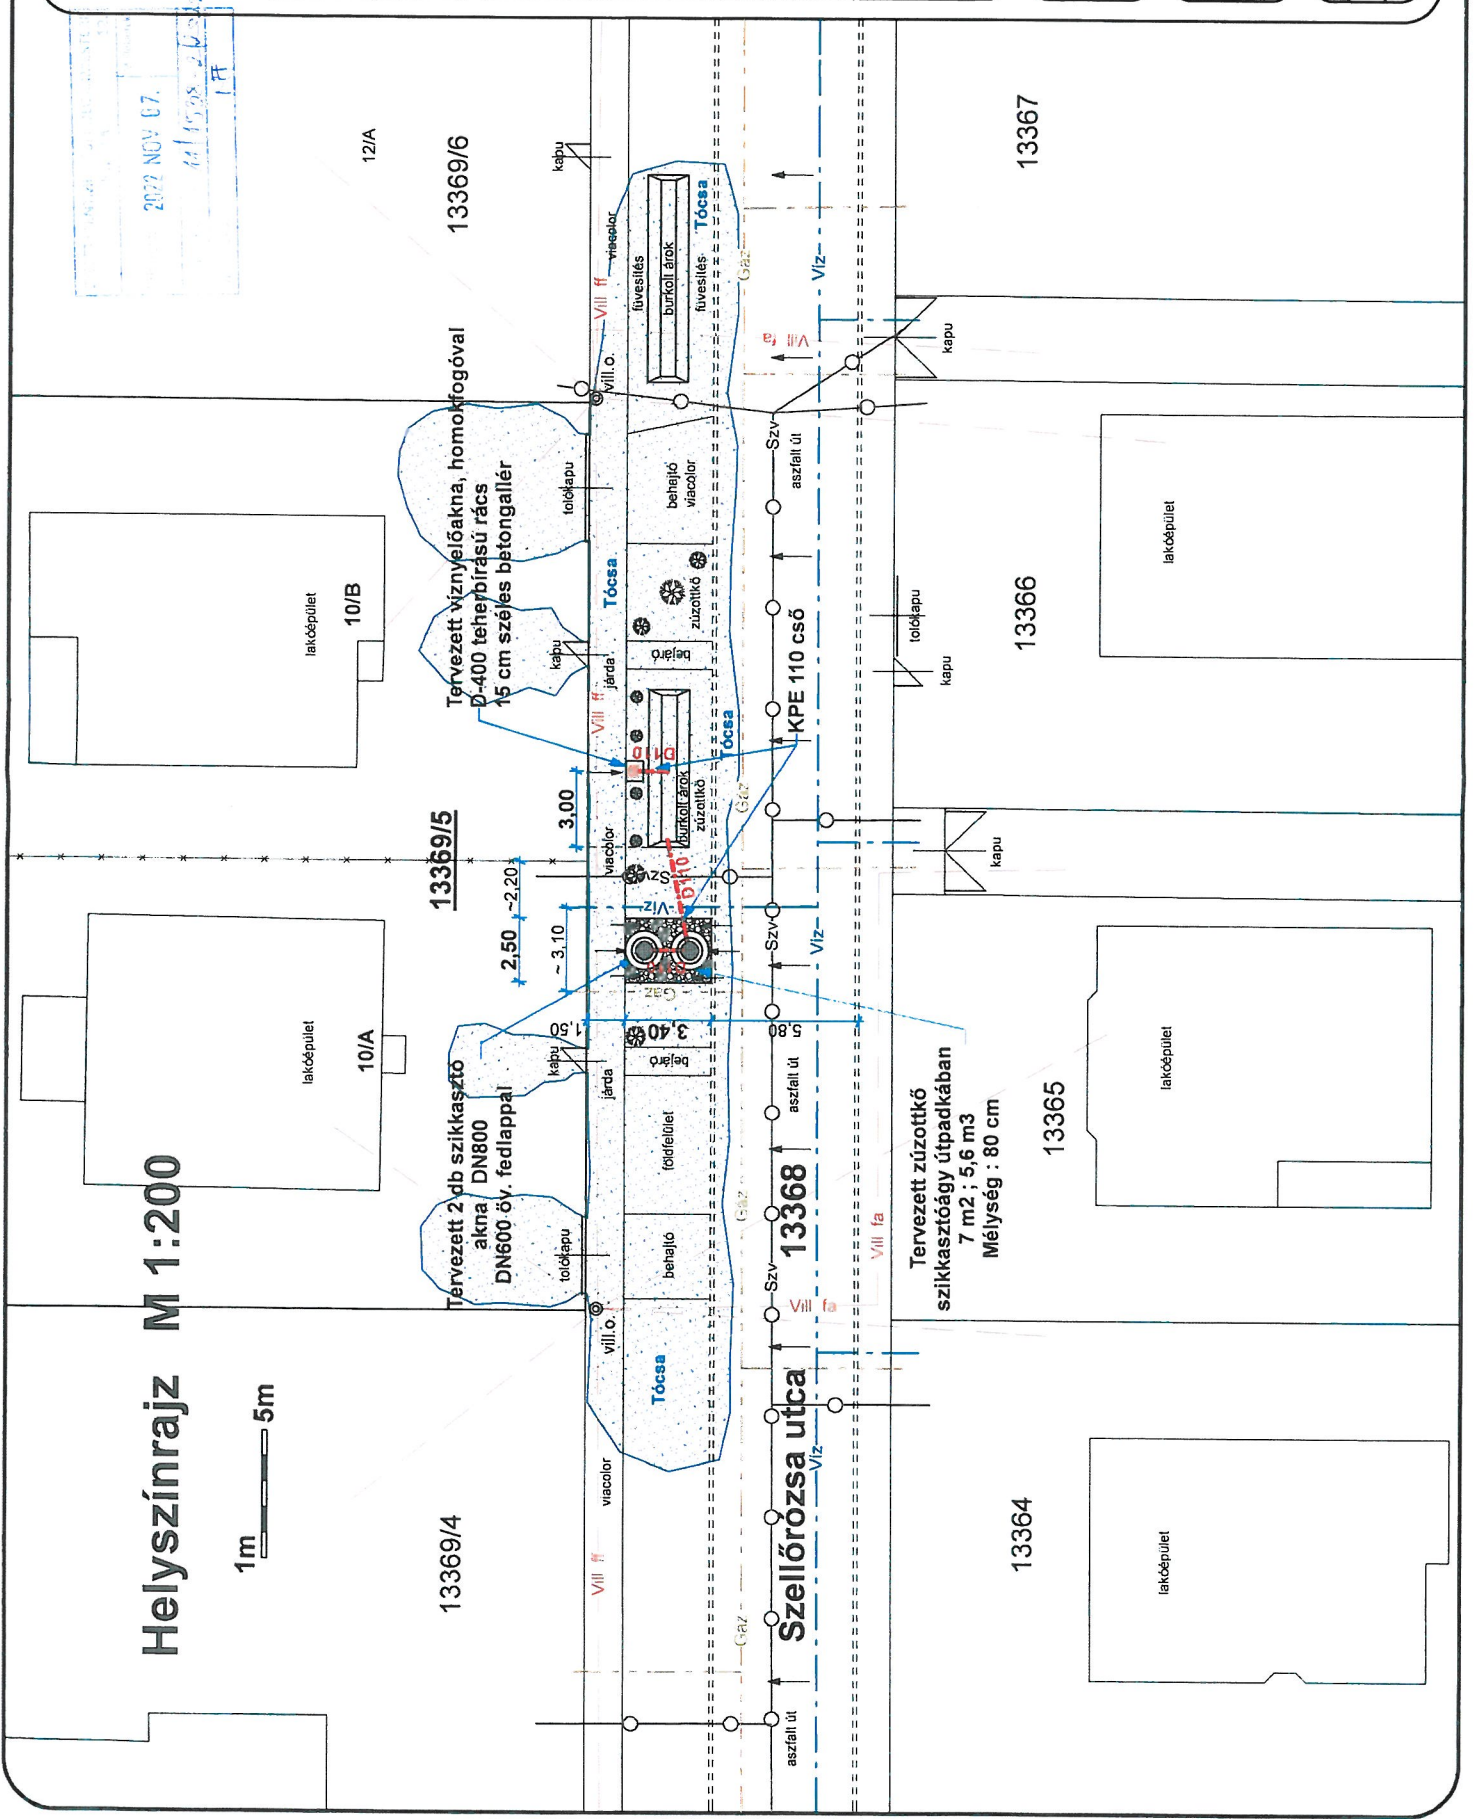 Helyszínrajz M 1:200
1m
5m
2022 NOV 07.
12/A
13369/6
13369/5
13369/4
13367
13366
13365
13364
13368
Szellőrózsa utca
Tervezett víznyelőakna, homokfogóval
D-400 teherbírású rács
15 cm széles betongallér
Tervezett 2 db szikkasztó
akna DN800
DN600 öv. fedlappal
Tervezett zúzottkő
szikkasztóágy útpadkában
7 m2 ; 5,6 m3
Mélység : 80 cm
KPE 110 cső
lakóépület
10/A
lakóépület
10/B
lakóépület
lakóépület
lakóépület
3,00
~2,20
2,50
~ 3,10
1,50
3,40
5,80
Vill ff
viacolor
vill.o.
tolókapu
behajtó
földfelület
járda
kapu
bejáró
Gáz
D110
Víz
Szv
D110
viacolor
burkolt árok
zúzottkő
D110
Vill ff
járda
kapu
bejáró
zúzottkő
tolókapu
behajtó
viacolor
vill.o.
Vill ff
viacolor
kapu
füvesítés
burkolt árok
füvesítés
Tócsa
Tócsa
Tócsa
Tócsa
Gáz
Gáz
Gáz
Gáz
Szv
Szv
Szv
aszfalt út
aszfalt út
aszfalt út
Víz
Víz
Víz
Vill fa
Vill fa
Vill fa
kapu
kapu
tolókapu
kapu